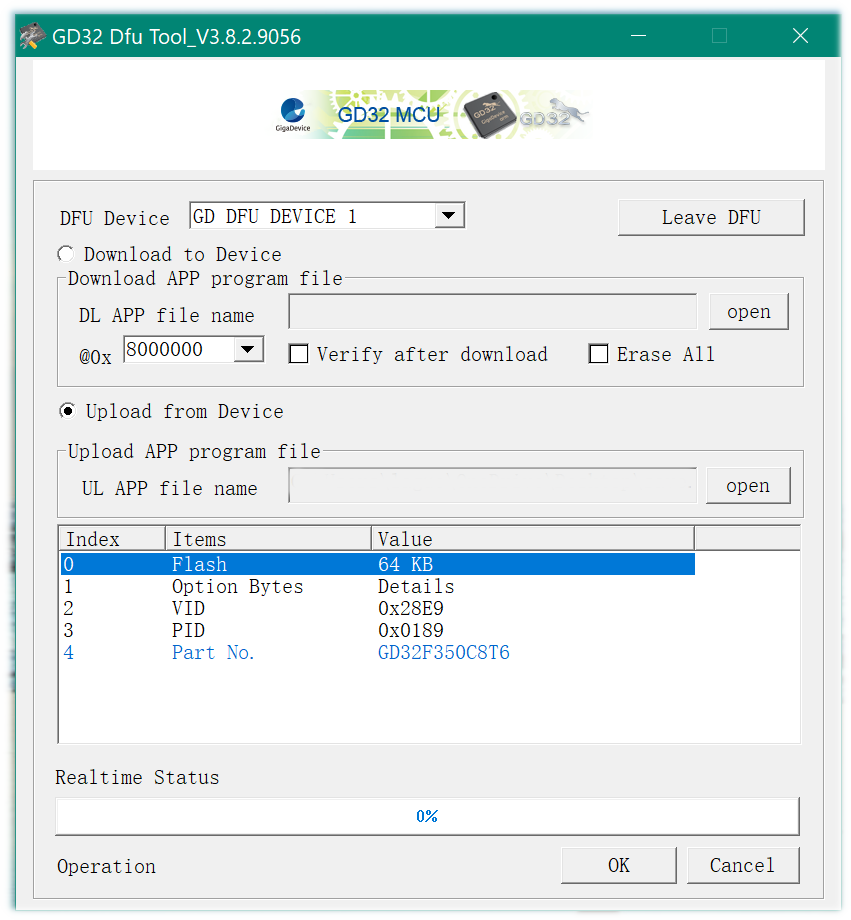 GD32 Dfu Tool_V3.8.2.9056
GigaDevice
GD32 MCU
GD32
GigaDevice
GD32
DFU Device GD DFU DEVICE 1 Leave DFU
Download to Device
Download APP program file
DL APP file name open
@0x 8000000 Verify after download Erase All
Upload from Device
Upload APP program file
UL APP file name open
Index Items Value
0 Flash 64 KB
1 Option Bytes Details
2 VID 0x28E9
3 PID 0x0189
4 Part No. GD32F350C8T6
Realtime Status
0%
Operation OK Cancel